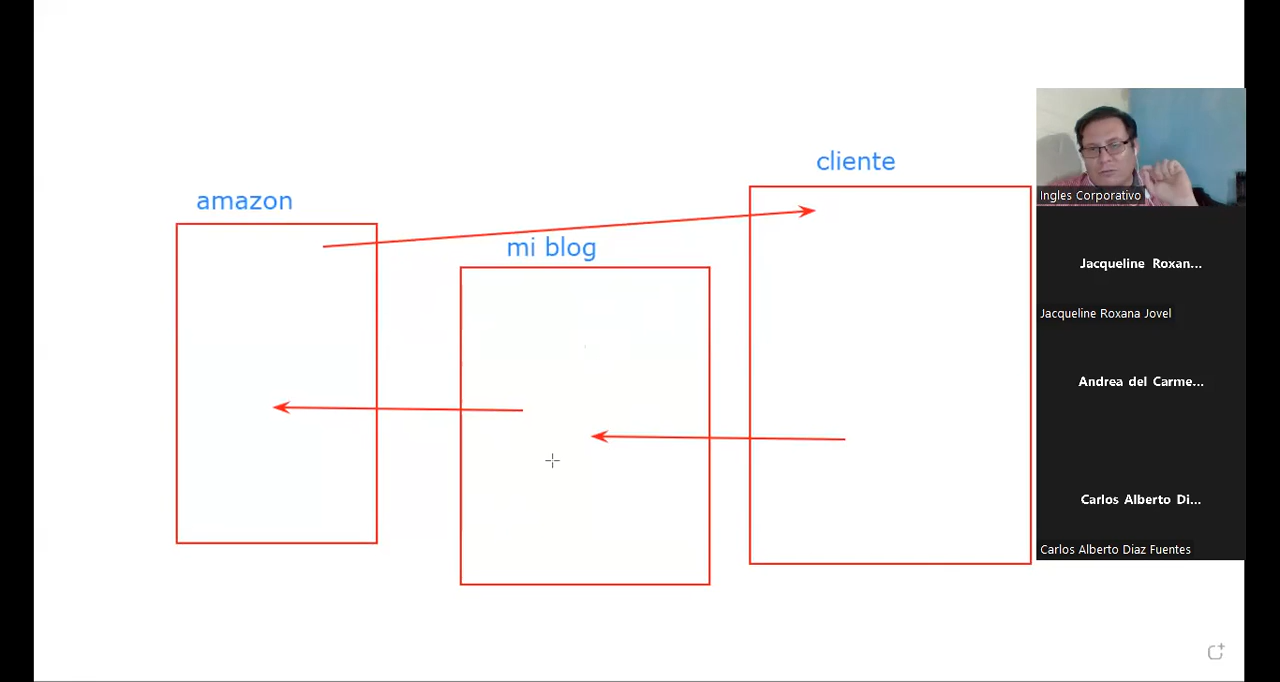 cliente
amazon
mi blog
Ingles Corporativo
Jacqueline Roxan...
Jacqueline Roxana Jovel
Andrea del Carme...
Carlos Alberto Di...
Carlos Alberto Diaz Fuentes